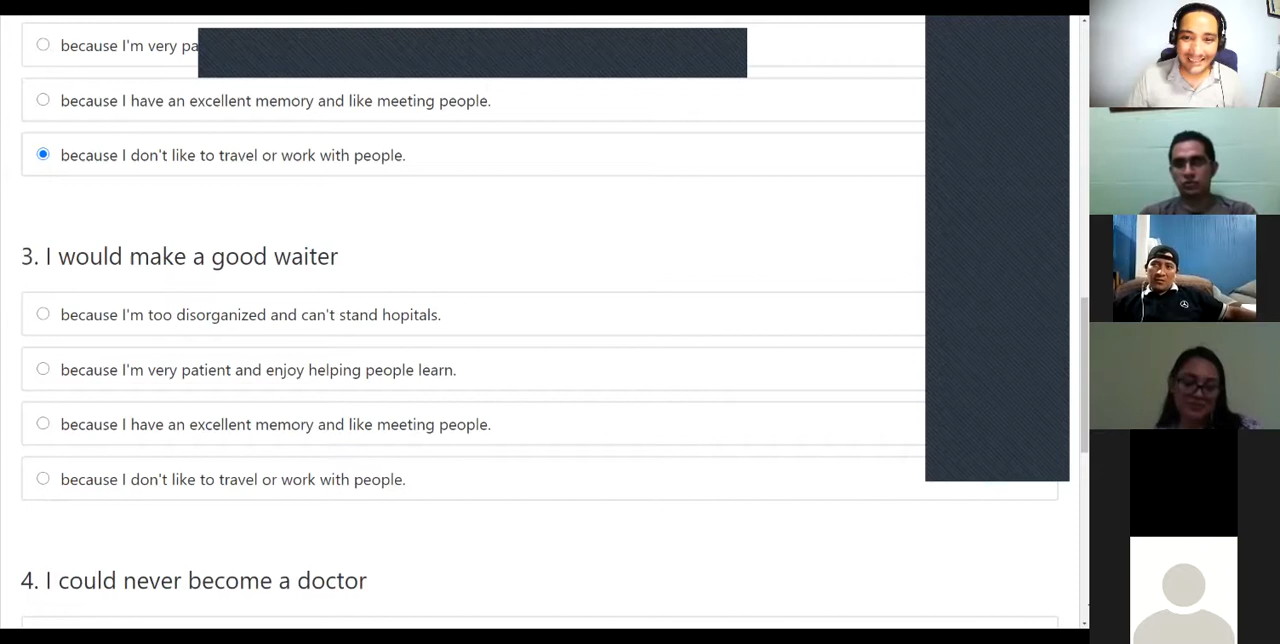 because I'm very pa
because I have an excellent memory and like meeting people.
because I don't like to travel or work with people.
3. I would make a good waiter
because I'm too disorganized and can't stand hopitals.
because I'm very patient and enjoy helping people learn.
because I have an excellent memory and like meeting people.
because I don't like to travel or work with people.
4. I could never become a doctor